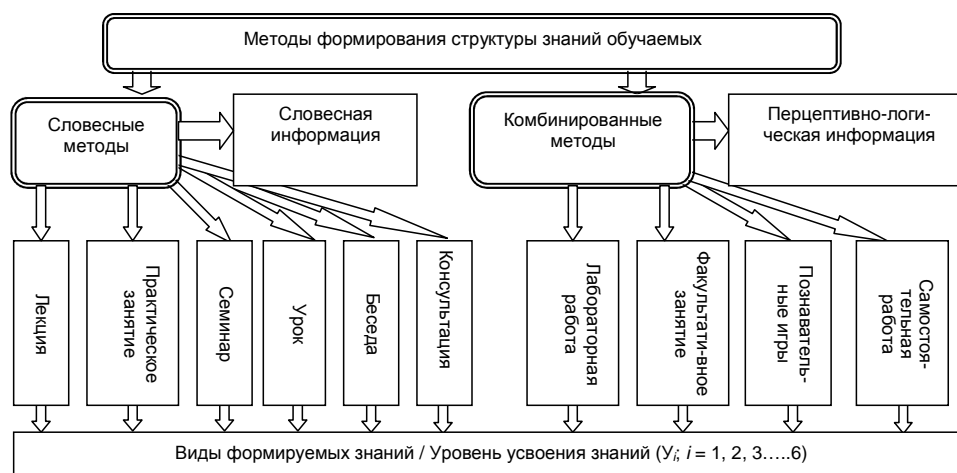 Методы формирования структуры знаний обучаемых
Словесные
методы
Словесная
информация
Комбинированные
методы
Перцептивно-логи-
ческая информация
Лекция
Практическое
занятие
Семинар
Урок
Беседа
Консультация
Лабораторная
работа
Факультати-вное
занятие
Познаватель-
ные игры
Самостоя-
тельная
работа
Виды формируемых знаний / Уровень усвоения знаний (Уi; i = 1, 2, 3.….6)